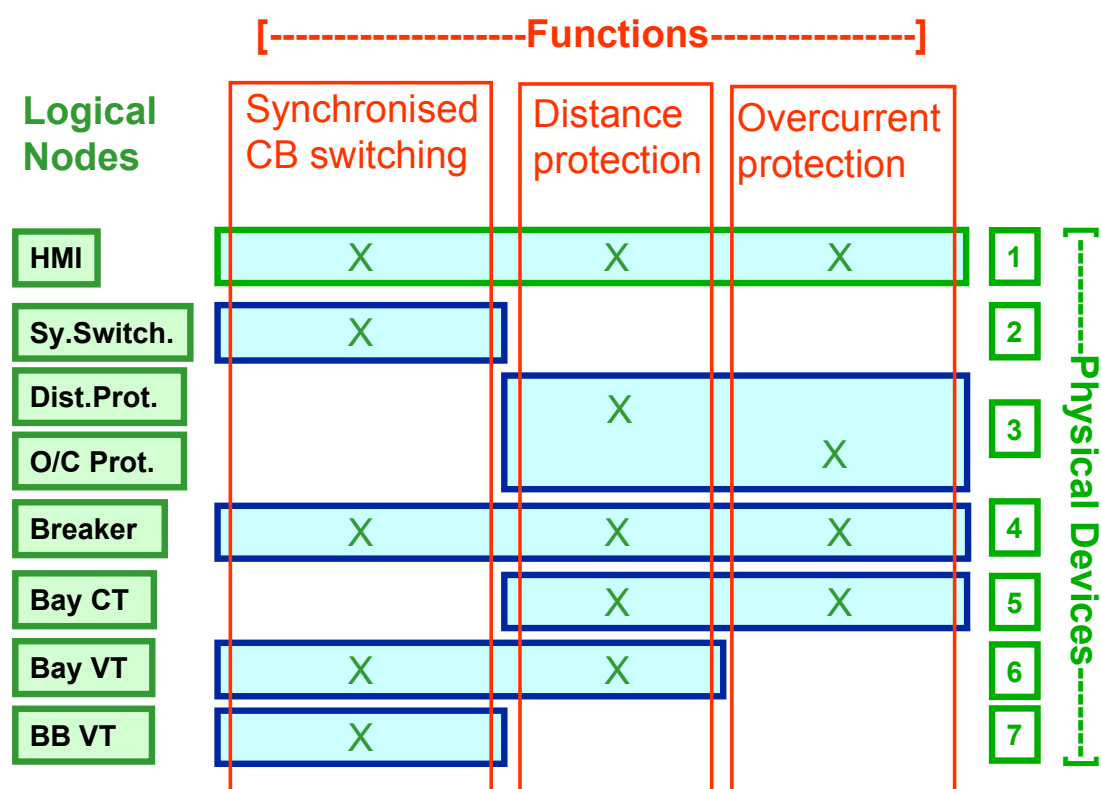 [--------------------Functions----------------]
Logical
Nodes
Synchronised
CB switching
Distance
protection
Overcurrent
protection
HMI X X X 1
Sy.Switch. X 2
Dist.Prot. X
3
O/C Prot. X
Breaker X X X 4
Bay CT X X 5
Bay VT X X 6
BB VT X 7
[---------Physical Devices-------]